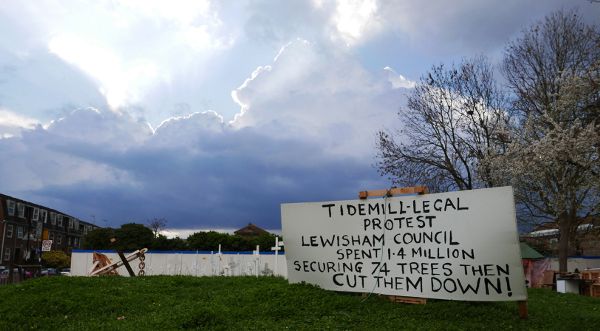 TIDEMILL-LEGAL
PROTEST
LEWISHAM COUNCIL
SPENT 1.4 MILLION
SECURING 74 TREES THEN
CUT THEM DOWN!